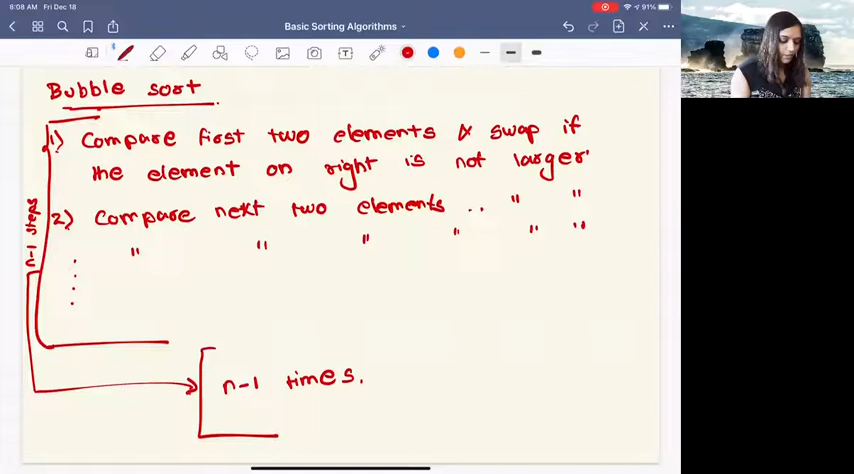 8:08 AM Fri Dec 18
91%
Basic Sorting Algorithms
Bubble sort
1) Compare first two elements & swap if
the element on right is not larger
2) Compare next two elements .. " "
" " " " " "
n-1 steps
n-1 times.